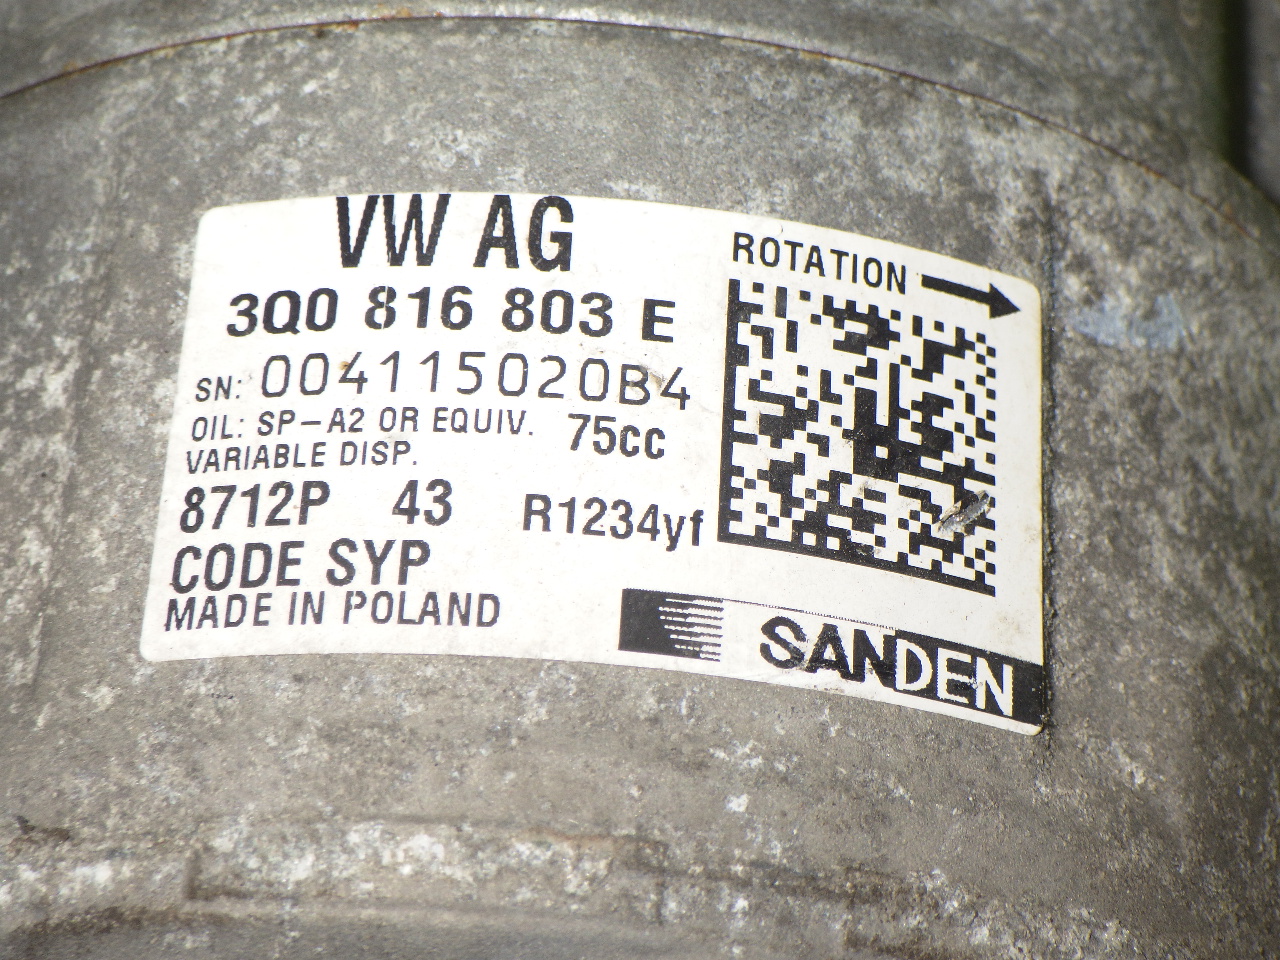 VW AG
ROTATION
3Q0 816 803 E
SN: 004115020B4
OIL: SP-A2 OR EQUIV. 75cc
VARIABLE DISP.
8712P 43 R1234yf
CODE SYP
MADE IN POLAND
SANDEN